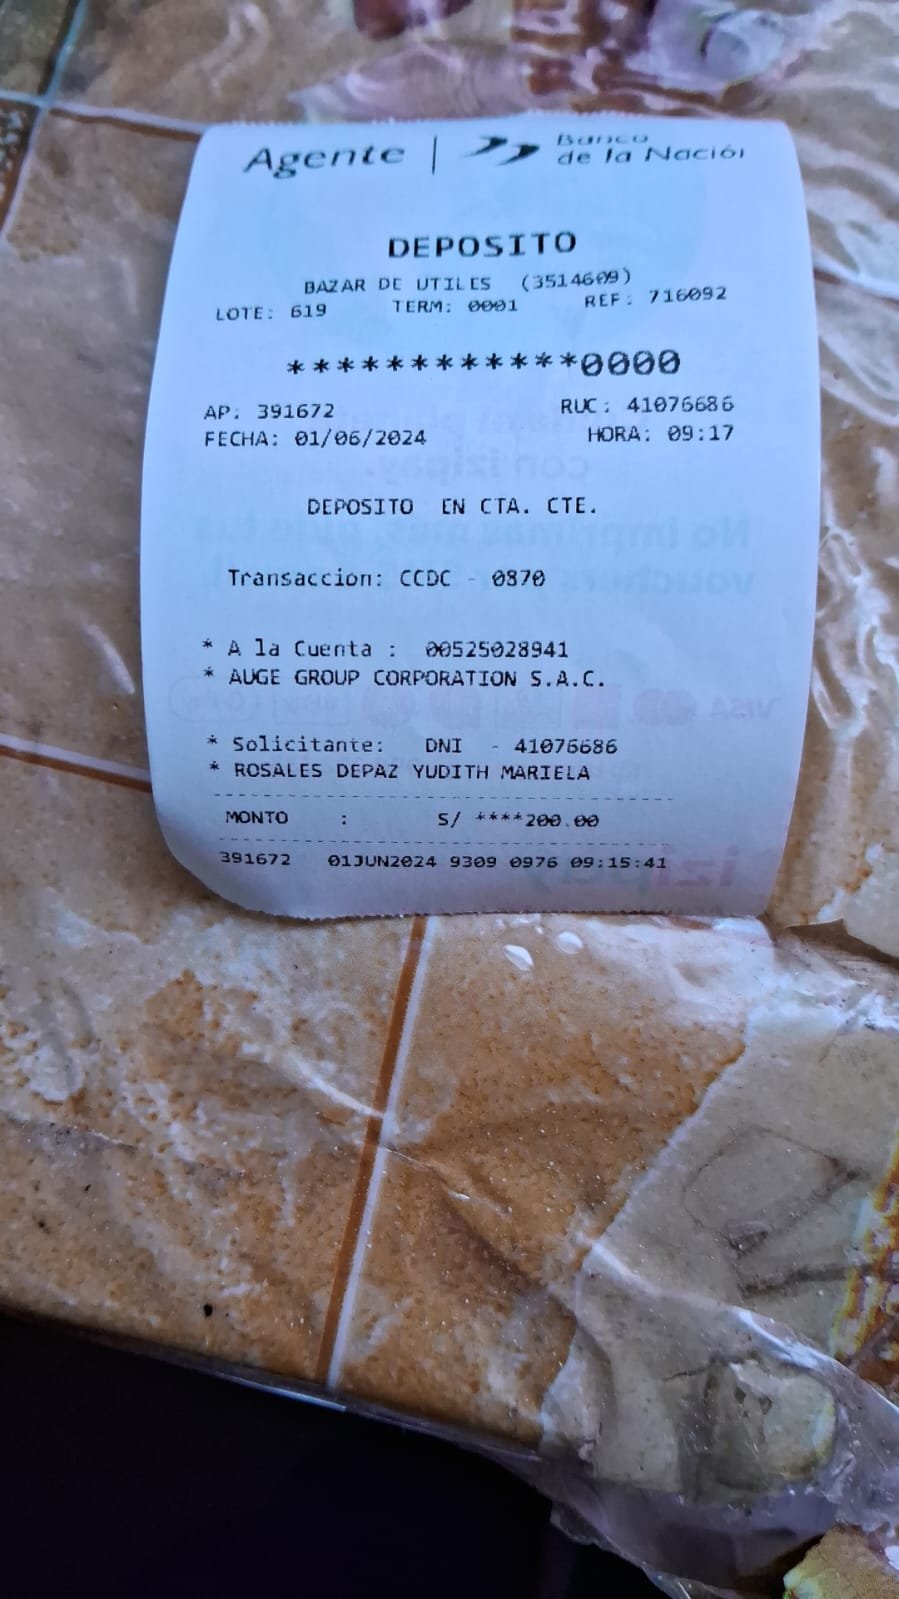 Agente | Banco
de la Nación
DEPOSITO
BAZAR DE UTILES (3514609)
LOTE: 619 TERM: 0001 REF: 716092
************0000
AP: 391672 RUC: 41076686
FECHA: 01/06/2024 HORA: 09:17
DEPOSITO EN CTA. CTE.
Transaccion: CCDC - 0870
* A la Cuenta : 00525028941
* AUGE GROUP CORPORATION S.A.C.
* Solicitante: DNI - 41076686
* ROSALES DEPAZ YUDITH MARIELA
MONTO : S/ ****200.00
391672 01JUN2024 9309 0976 09:15:41